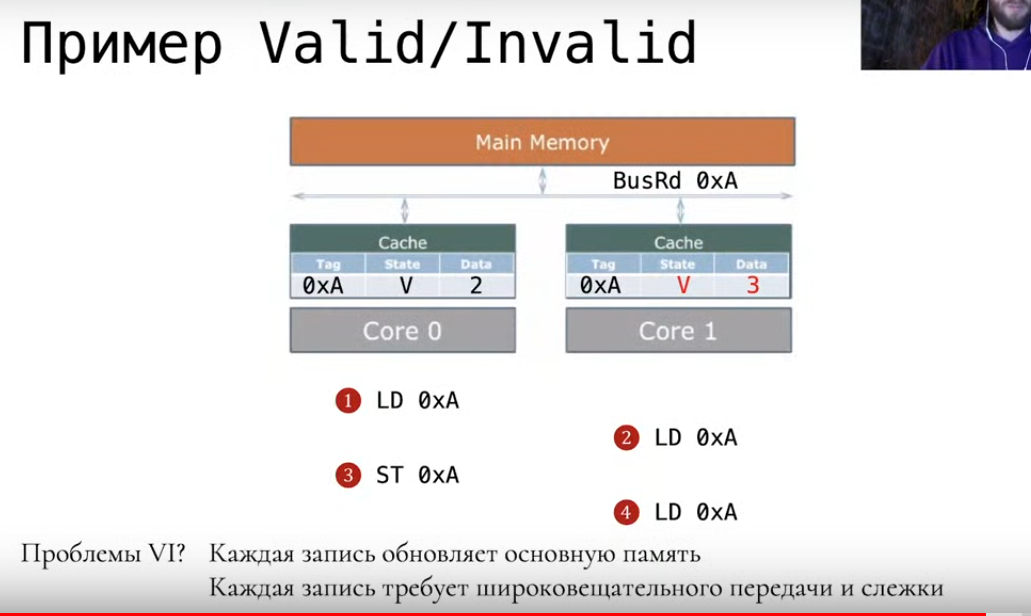 Пример Valid/Invalid
Main Memory
BusRd 0xA
Cache
Tag State Data
0xA V 2
Core 0
Cache
Tag State Data
0xA V 3
Core 1
1 LD 0xA
2 LD 0xA
3 ST 0xA
4 LD 0xA
Проблемы VI? Каждая запись обновляет основную память
Каждая запись требует широковещательного передачи и слежки